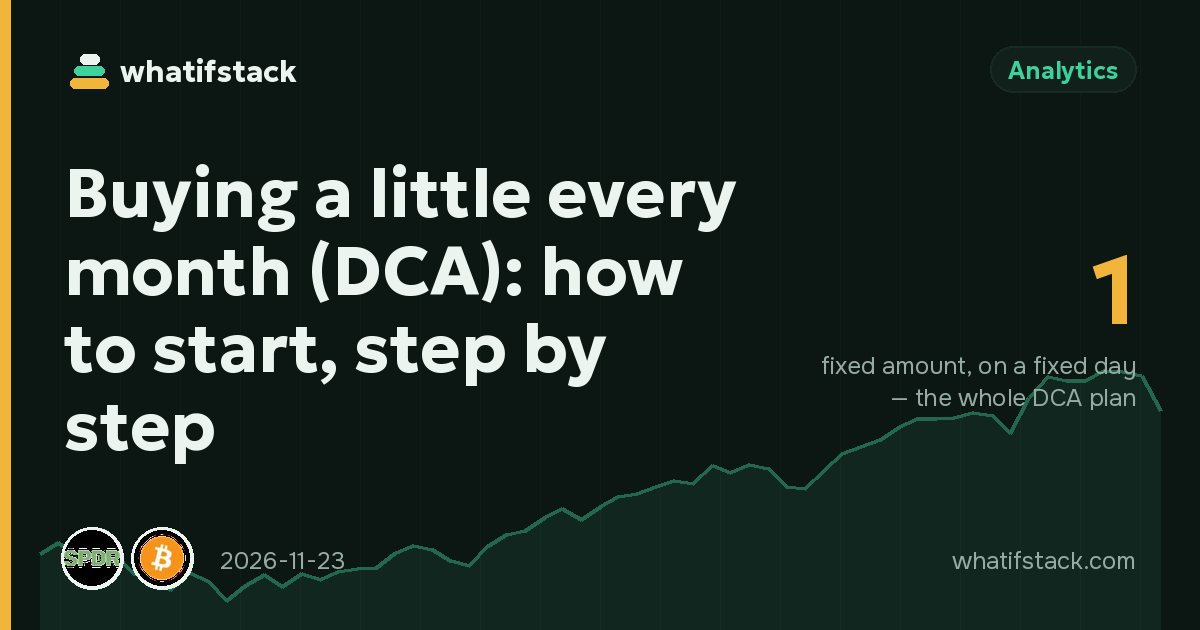 whatifstack
Analytics
Buying a little every
month (DCA): how
to start, step by
step
1
fixed amount, on a fixed day
— the whole DCA plan
SPDR
2026-11-23
whatifstack.com